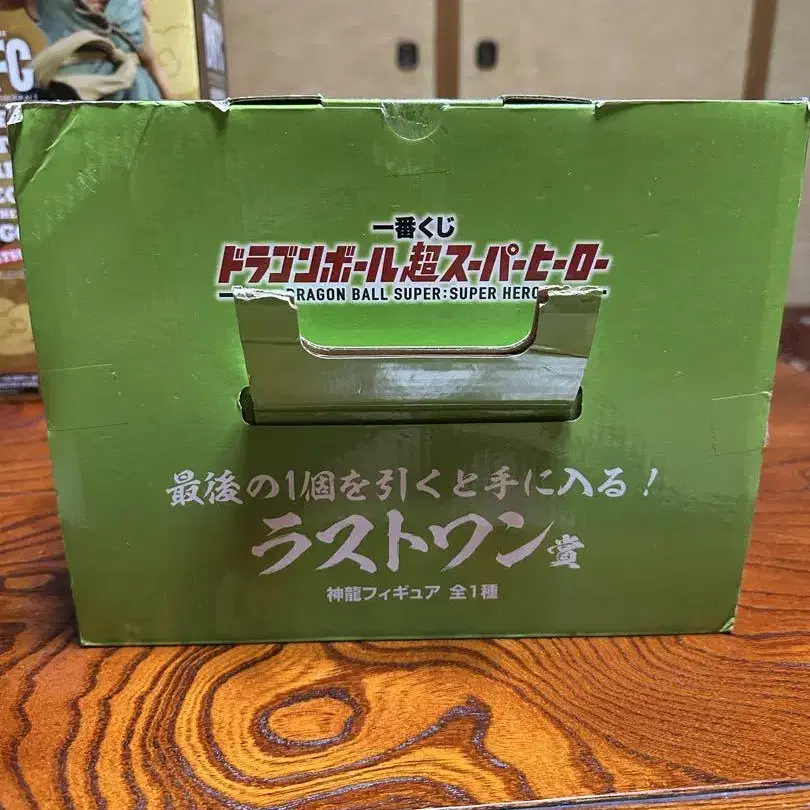 一番くじ
ドラゴンボール超スーパーヒーロー
DRAGON BALL SUPER:SUPER HERO
最後の1個を引くと手に入る!
ラストワン賞
神龍フィギュア 全1種